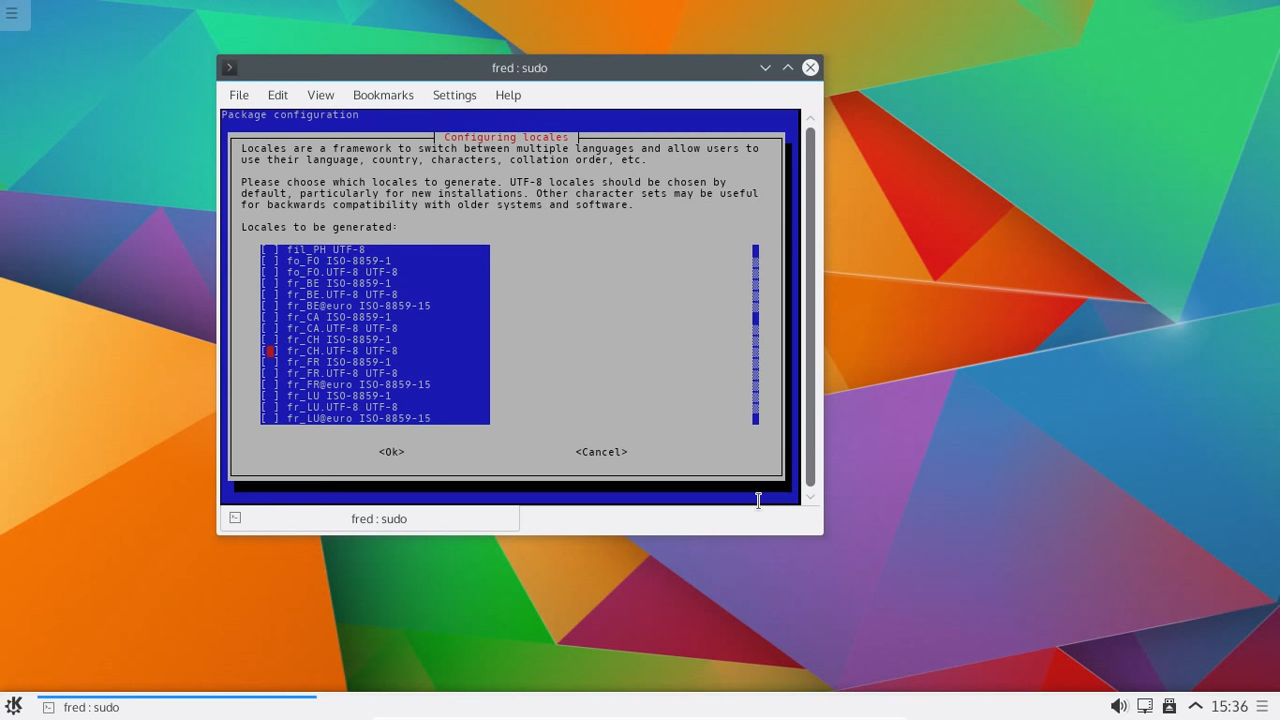 fred : sudo
File Edit View Bookmarks Settings Help
Package configuration
Configuring locales
Locales are a framework to switch between multiple languages and allow users to
use their language, country, characters, collation order, etc.
Please choose which locales to generate. UTF-8 locales should be chosen by
default, particularly for new installations. Other character sets may be useful
for backwards compatibility with older systems and software.
Locales to be generated:
[ ] fil_PH UTF-8
[ ] fo_FO ISO-8859-1
[ ] fo_FO.UTF-8 UTF-8
[ ] fr_BE ISO-8859-1
[ ] fr_BE.UTF-8 UTF-8
[ ] fr_BE@euro ISO-8859-15
[ ] fr_CA ISO-8859-1
[ ] fr_CA.UTF-8 UTF-8
[ ] fr_CH ISO-8859-1
[ ] fr_CH.UTF-8 UTF-8
[ ] fr_FR ISO-8859-1
[ ] fr_FR.UTF-8 UTF-8
[ ] fr_FR@euro ISO-8859-15
[ ] fr_LU ISO-8859-1
[ ] fr_LU.UTF-8 UTF-8
[ ] fr_LU@euro ISO-8859-15
<Ok> <Cancel>
fred : sudo
fred : sudo 15:36